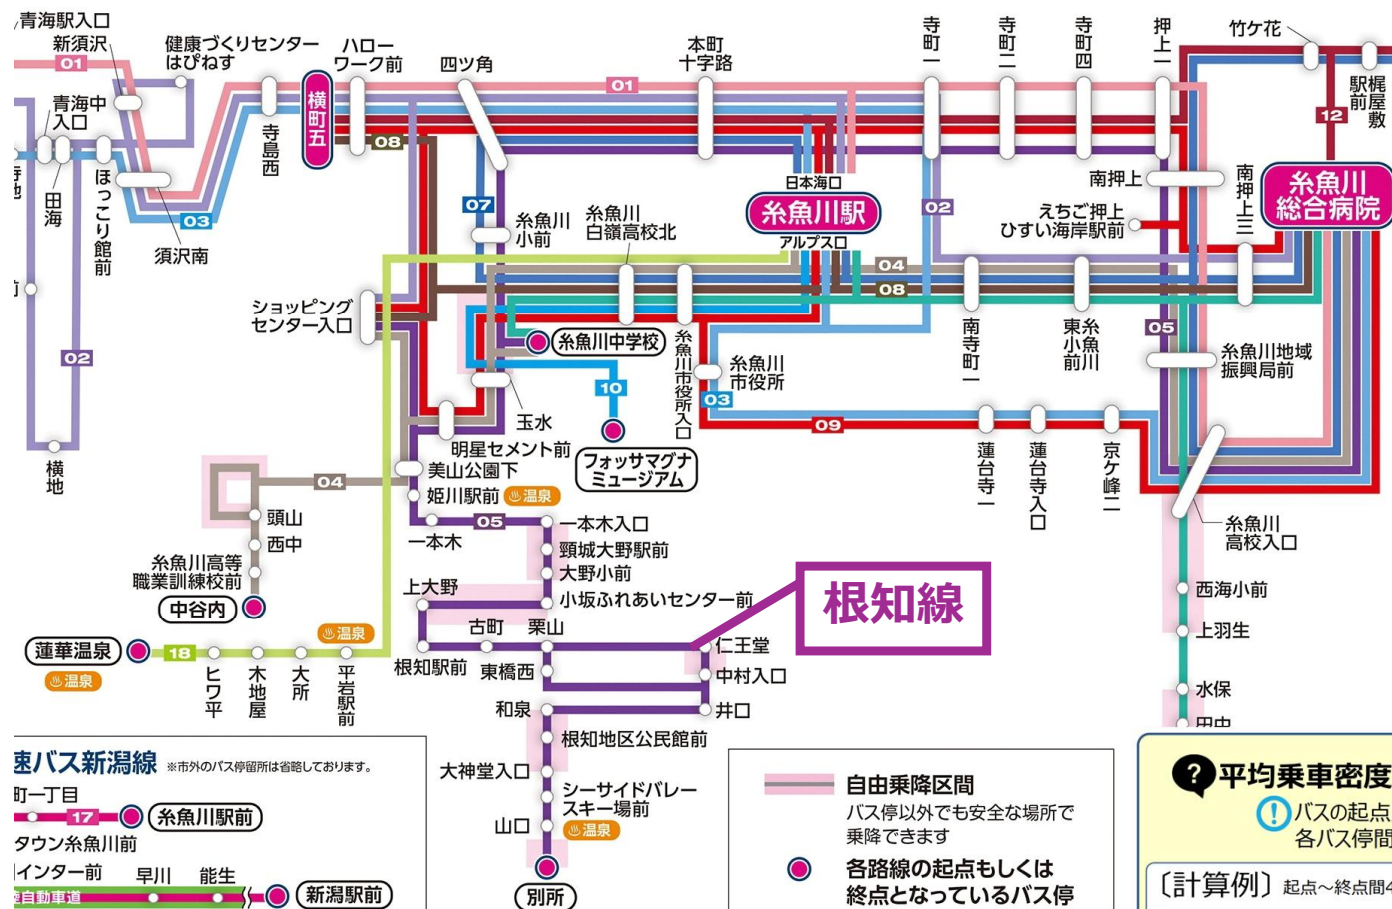 青海駅入口
新須沢
01
健康づくりセンター
はぴねす
ハロー
ワーク前
四ツ角
本町
十字路
寺町一
寺町二
寺町四
押上一
竹ケ花
梶屋敷
駅前
青海中
入口
田海
ほっこり館前
須沢南
03
寺島西
横町五
08
01
12
07
糸魚川
小前
糸魚川
白嶺高校北
日本海口
糸魚川駅
アルプス口
02
南押上
えちご押上
ひすい海岸駅前
南押上三
糸魚川
総合病院
04
08
ショッピング
センター入口
糸魚川中学校
糸魚川市役所入口
糸魚川
市役所
南寺町一
糸魚川
東小前
05
糸魚川地域
振興局前
02
10
03
09
玉水
明星セメント前
フォッサマグナ
ミュージアム
蓮台寺一
蓮台寺入口
京ケ峰二
横地
04
美山公園下
姫川駅前
温泉
頭山
西中
糸魚川高等
職業訓練校前
中谷内
一本木
05
一本木入口
頸城大野駅前
大野小前
小坂ふれあいセンター前
上大野
糸魚川
高校入口
西海小前
上羽生
水保
田中
根知線
古町
栗山
仁王堂
根知駅前
東橋西
中村入口
井口
蓮華温泉
温泉
18
ヒワ平
木地屋
大所
平岩駅前
温泉
和泉
根知地区公民館前
大神堂入口
シーサイドバレー
スキー場前
温泉
山口
別所
速バス新潟線 ※市外のバス停留所は省略しております。
町一丁目
17
糸魚川駅前
タウン糸魚川前
インター前
早川
能生
自動車道
新潟駅前
自由乗降区間
バス停以外でも安全な場所で
乗降できます
各路線の起点もしくは
終点となっているバス停
?平均乗車密度
!バスの起点
各バス停間
〔計算例〕起点～終点間4